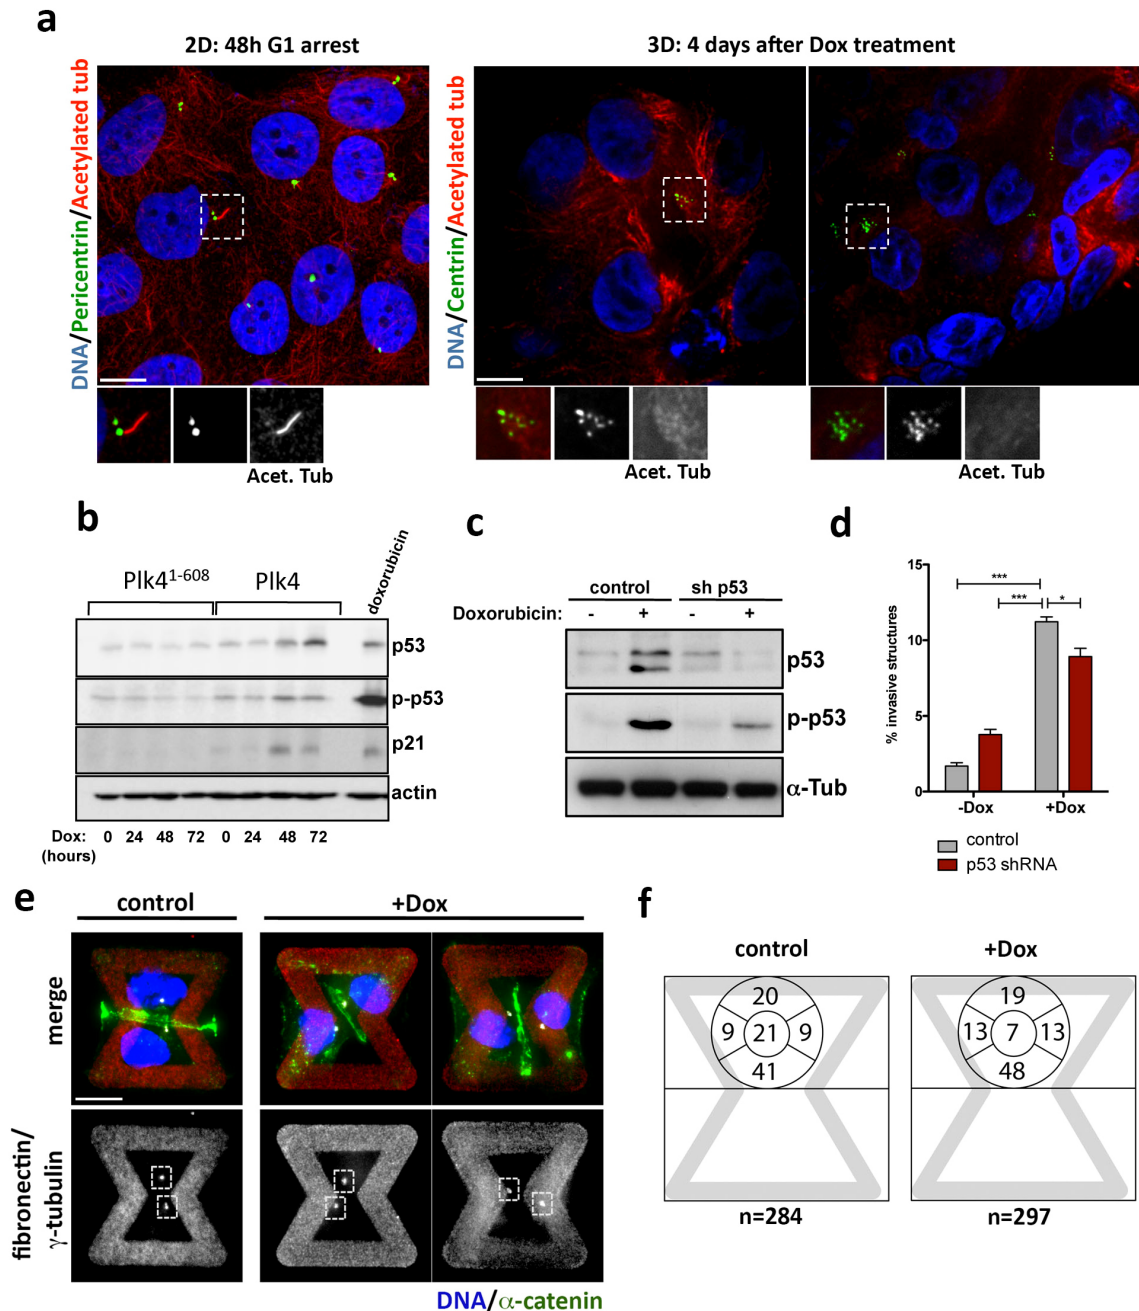 a
2D: 48h G1 arrest
3D: 4 days after Dox treatment
DNA/Pericentrin/Acetylated tub
DNA/Centrin/Acetylated tub
Acet. Tub
Acet. Tub
Acet. Tub
b
Plk4¹⁻⁶⁰⁸
Plk4
doxorubicin
p53
p-p53
p21
actin
Dox: 0 24 48 72 0 24 48 72
(hours)
c
control
sh p53
Doxorubicin: - + - +
p53
p-p53
α-Tub
d
% invasive structures
15
10
5
0
***
***
*
-Dox
+Dox
control
p53 shRNA
e
control
+Dox
merge
fibronectin/
γ-tubulin
DNA/α-catenin
f
control
+Dox
20
9 21 9
41
19
13 7 13
48
n=284
n=297